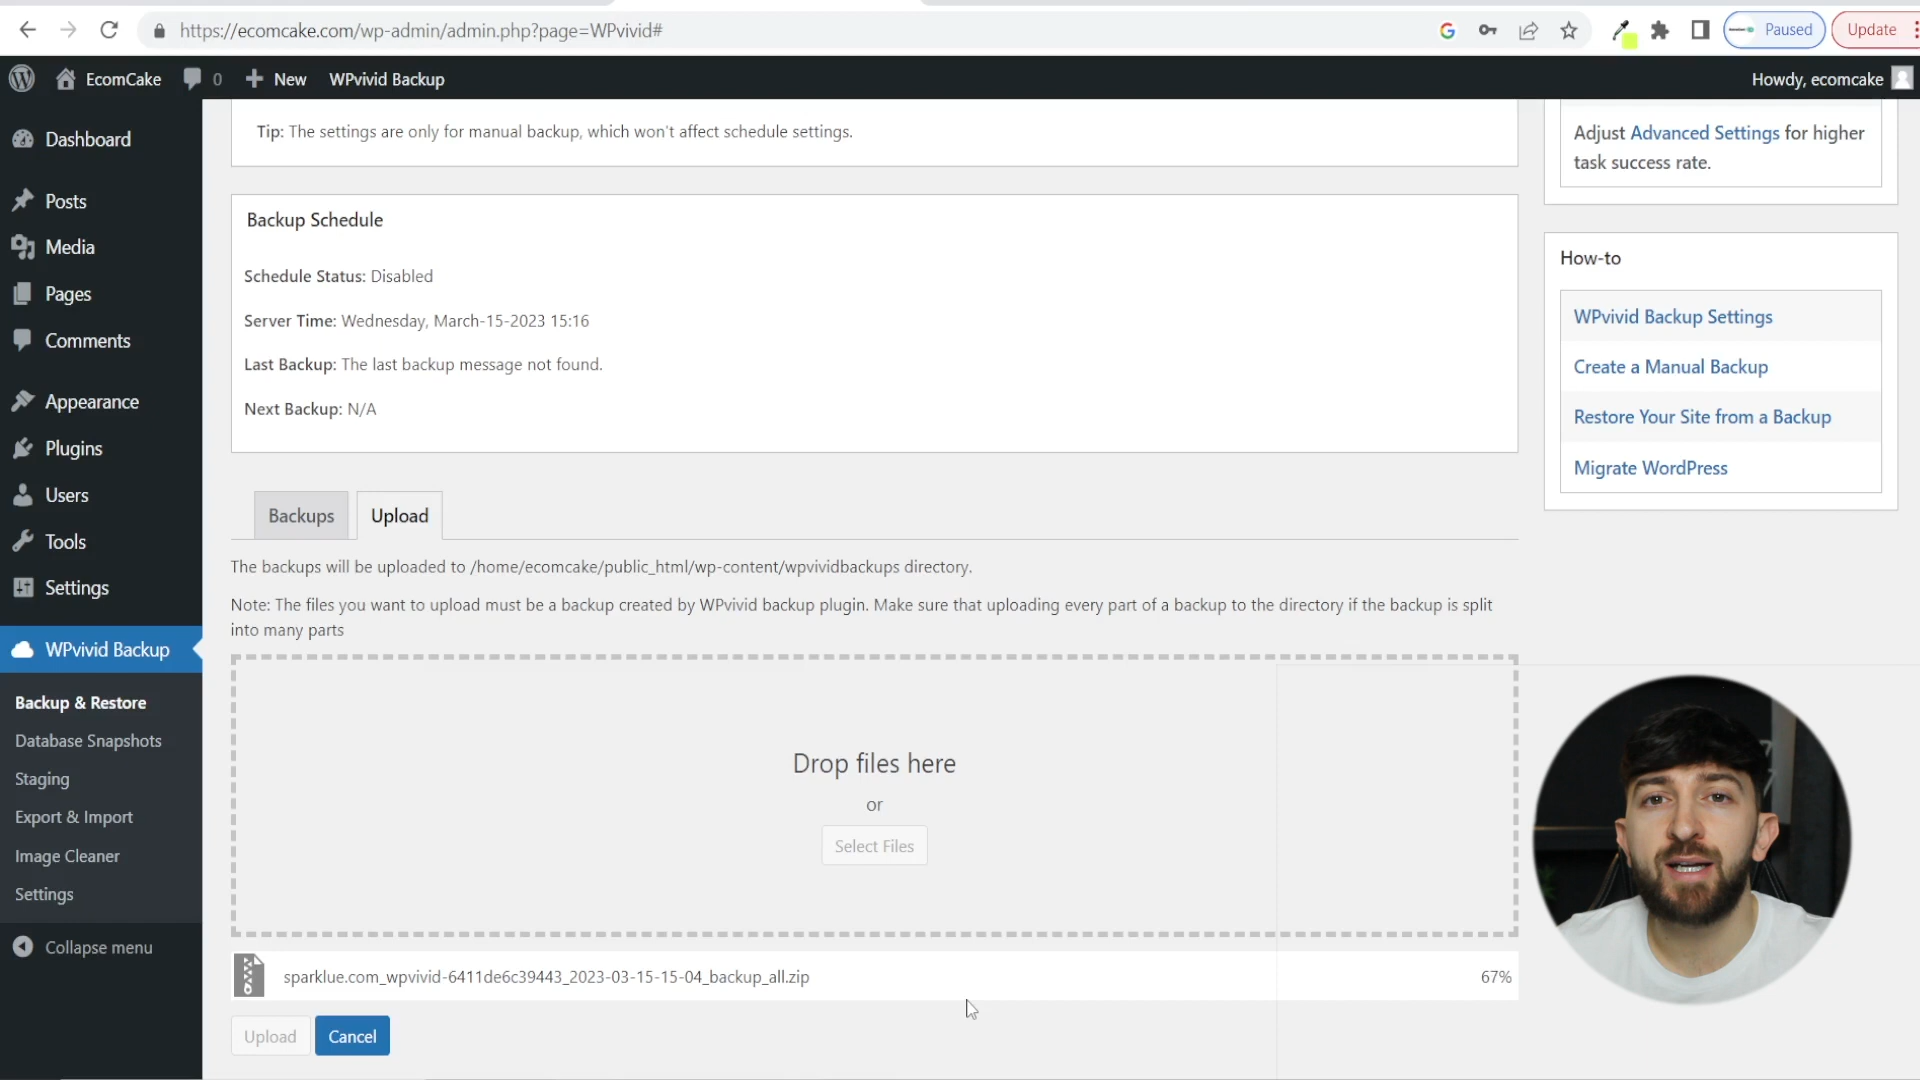 https://ecomcake.com/wp-admin/admin.php?page=WPvivid#
Paused
Update
EcomCake
0
New
WPvivid Backup
Howdy, ecomcake
Dashboard
Posts
Media
Pages
Comments
Appearance
Plugins
Users
Tools
Settings
WPvivid Backup
Backup & Restore
Database Snapshots
Staging
Export & Import
Image Cleaner
Settings
Collapse menu
Tip: The settings are only for manual backup, which won't affect schedule settings.
Backup Schedule
Schedule Status: Disabled
Server Time: Wednesday, March-15-2023 15:16
Last Backup: The last backup message not found.
Next Backup: N/A
Backups
Upload
The backups will be uploaded to /home/ecomcake/public_html/wp-content/wpvividbackups directory.
Note: The files you want to upload must be a backup created by WPvivid backup plugin. Make sure that uploading every part of a backup to the directory if the backup is split
into many parts
Drop files here
or
Select Files
sparklue.com_wpvivid-6411de6c39443_2023-03-15-15-04_backup_all.zip
67%
Upload
Cancel
Adjust Advanced Settings for higher
task success rate.
How-to
WPvivid Backup Settings
Create a Manual Backup
Restore Your Site from a Backup
Migrate WordPress